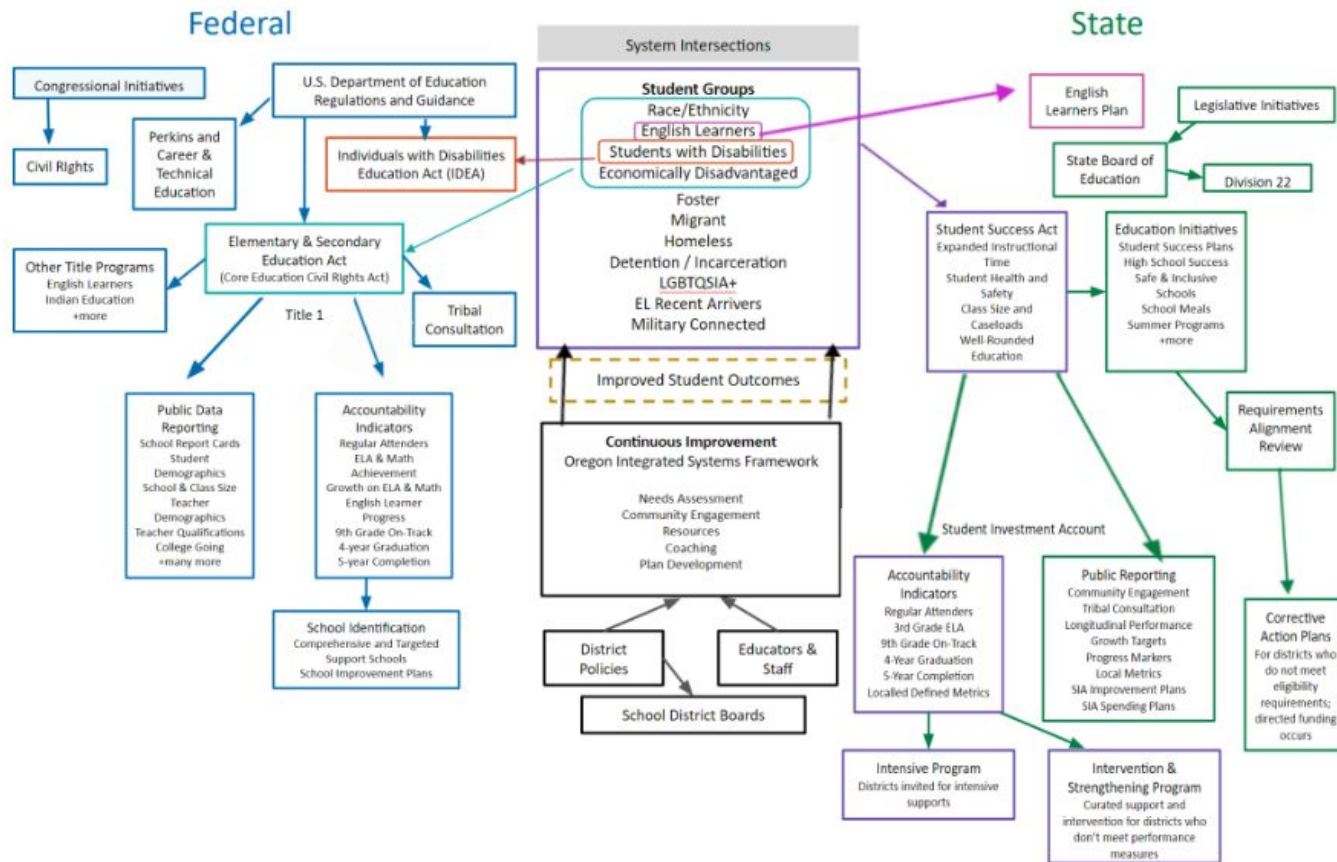 Federal
System Intersections
State
Congressional Initiatives
Civil RIghts
U.S. Department of Education
Regulations and Guidance
Perkins and
Career &
Technical
Education
Individuals with Disabilities
Education Act (IDEA)
Elementary & Secondary
Education Act
(Core Education Civil Rights Act)
Other Title Programs
English Learners
Indian Education
+more
Title 1
Tribal
Consultation
Public Data
Reporting
School Report Cards
Student
Demographics
School & Class Size
Teacher
Demographics
Teacher Qualifications
College Going
+many more
Accountability
Indicators
Regular Attenders
ELA & Math
Achievement
Growth on ELA & Math
English Learner
Progress
9th Grade On-Track
4-year Graduation
5-year Completion
School Identification
Comprehensive and Targeted
Support Schools
School Improvement Plans
Student Groups
Race/Ethnicity
English Learners
Students with Disabilities
Economically Disadvantaged
Foster
Migrant
Homeless
Detention / Incarceration
LGBTQSIA+
EL Recent Arrivers
Military Connected
Improved Student Outcomes
Continuous Improvement
Oregon Integrated Systems Framework
Needs Assessment
Community Engagement
Resources
Coaching
Plan Development
District
Policies
Educators &
Staff
School District Boards
English
Learners Plan
Legislative Initiatives
State Board of
Education
Division 22
Student Success Act
Expanded Instructional
Time
Student Health and
Safety
Class Size and
Caseloads
Well-Rounded
Education
Education Initiatives
Student Success Plans
High School Success
Safe & Inclusive
Schools
School Meals
Summer Programs
+more
Requirements
Alignment
Review
Student Investment Account
Accountability
Indicators
Regular Attenders
3rd Grade ELA
9th Grade On-Track
4-Year Graduation
5-Year Completion
Localled Defined Metrics
Public Reporting
Community Engagement
Tribal Consultation
Longitudinal Performance
Growth Targets
Progress Markers
Local Metrics
SIA Improvement Plans
SIA Spending Plans
Corrective
Action Plans
For districts who
do not meet
eligibility
requirements;
directed funding
occurs
Intensive Program
Districts invited for intensive
supports
Intervention &
Strengthening Program
Curated support and
intervention for districts who
don't meet performance
measures